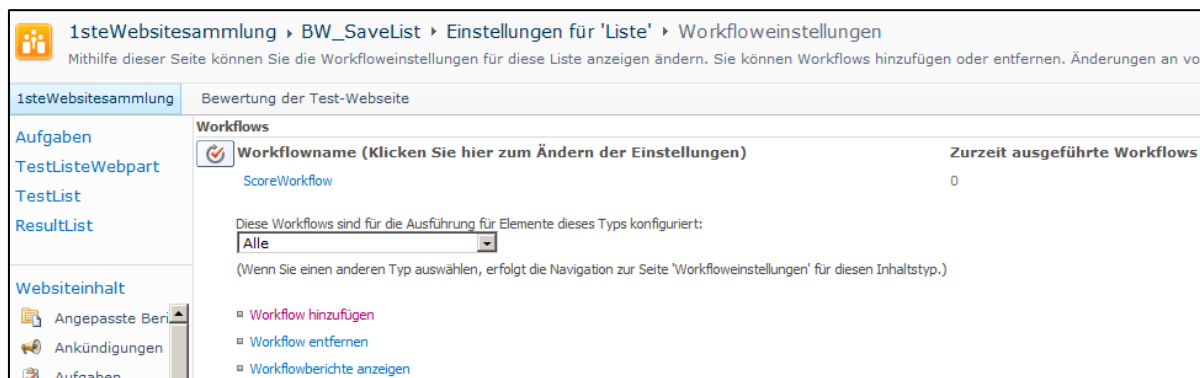 1steWebsitesammlung ▸ BW_SaveList ▸ Einstellungen für 'Liste' ▸ Workfloweinstellungen
Mithilfe dieser Seite können Sie die Workfloweinstellungen für diese Liste anzeigen ändern. Sie können Workflows hinzufügen oder entfernen. Änderungen an vo
1steWebsitesammlung Bewertung der Test-Webseite
Aufgaben
TestListeWebpart
TestList
ResultList
Websiteinhalt
Angepasste Beri
Ankündigungen
Aufgaben
Workflows
Workflowname (Klicken Sie hier zum Ändern der Einstellungen) Zurzeit ausgeführte Workflows
ScoreWorkflow 0
Diese Workflows sind für die Ausführung für Elemente dieses Typs konfiguriert:
Alle
(Wenn Sie einen anderen Typ auswählen, erfolgt die Navigation zur Seite 'Workfloweinstellungen' für diesen Inhaltstyp.)
Workflow hinzufügen
Workflow entfernen
Workflowberichte anzeigen